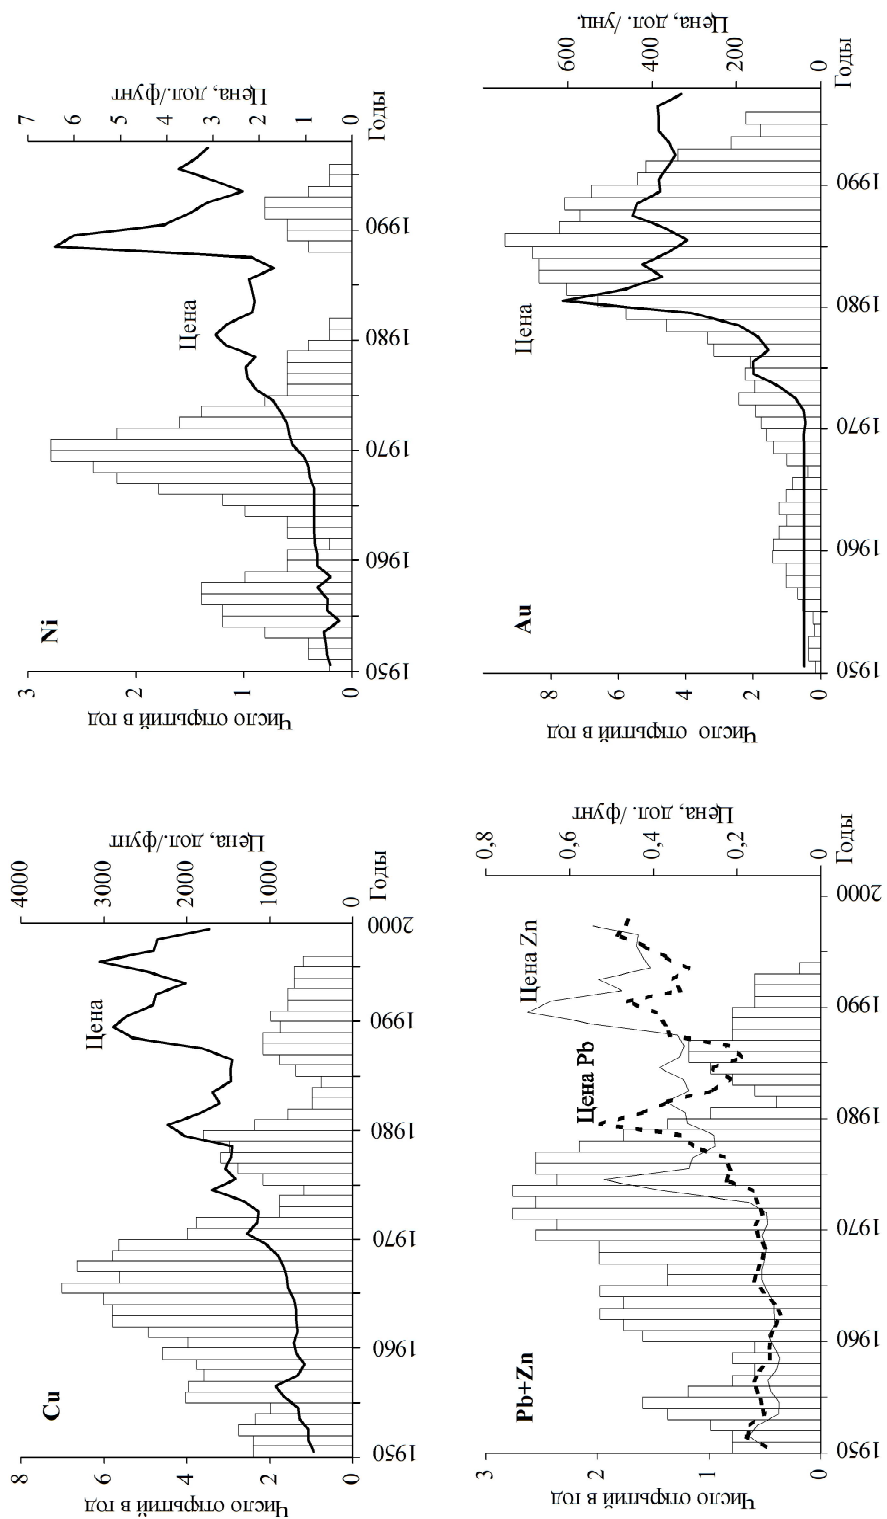 Cu
Число открытий в год
8
6
4
2
0
Цена
4000
3000
2000
1000
0
Цена, дол./фунт
1950
1960
1970
1980
1990
2000
Годы
Ni
Число открытий в год
3
2
1
0
Цена
7
6
5
4
3
2
1
0
Цена, дол./фунт
1950
1960
1970
1980
1990
Годы
Pb+Zn
Число открытий в год
3
2
1
0
Цена Zn
Цена Pb
0,8
0,6
0,4
0,2
0
Цена, дол. /фунт
1950
1960
1970
1980
1990
2000
Годы
Au
Число открытий в год
8
6
4
2
0
Цена
600
400
200
0
Цена, дол. /унц.
1950
1960
1970
1980
1990
Годы